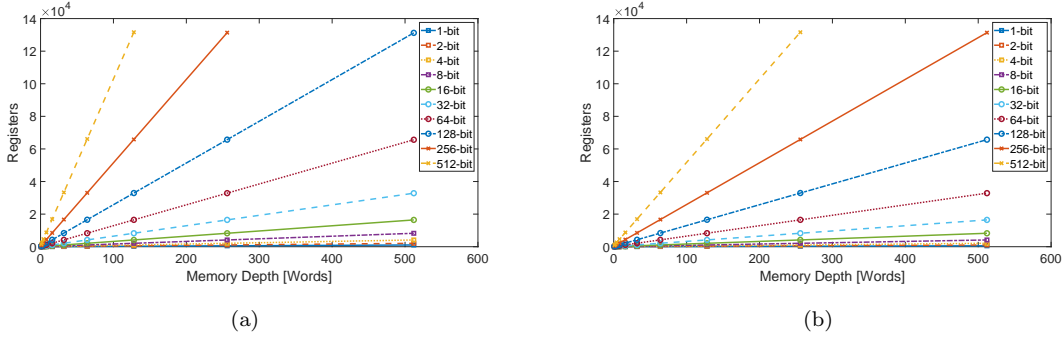 14 ×10⁴
12
10
8
6
4
2
0
0 100 200 300 400 500 600
Registers
Memory Depth [Words]
1-bit
2-bit
4-bit
8-bit
16-bit
32-bit
64-bit
128-bit
256-bit
512-bit
(a)
14 ×10⁴
12
10
8
6
4
2
0
0 100 200 300 400 500 600
Registers
Memory Depth [Words]
1-bit
2-bit
4-bit
8-bit
16-bit
32-bit
64-bit
128-bit
256-bit
512-bit
(b)